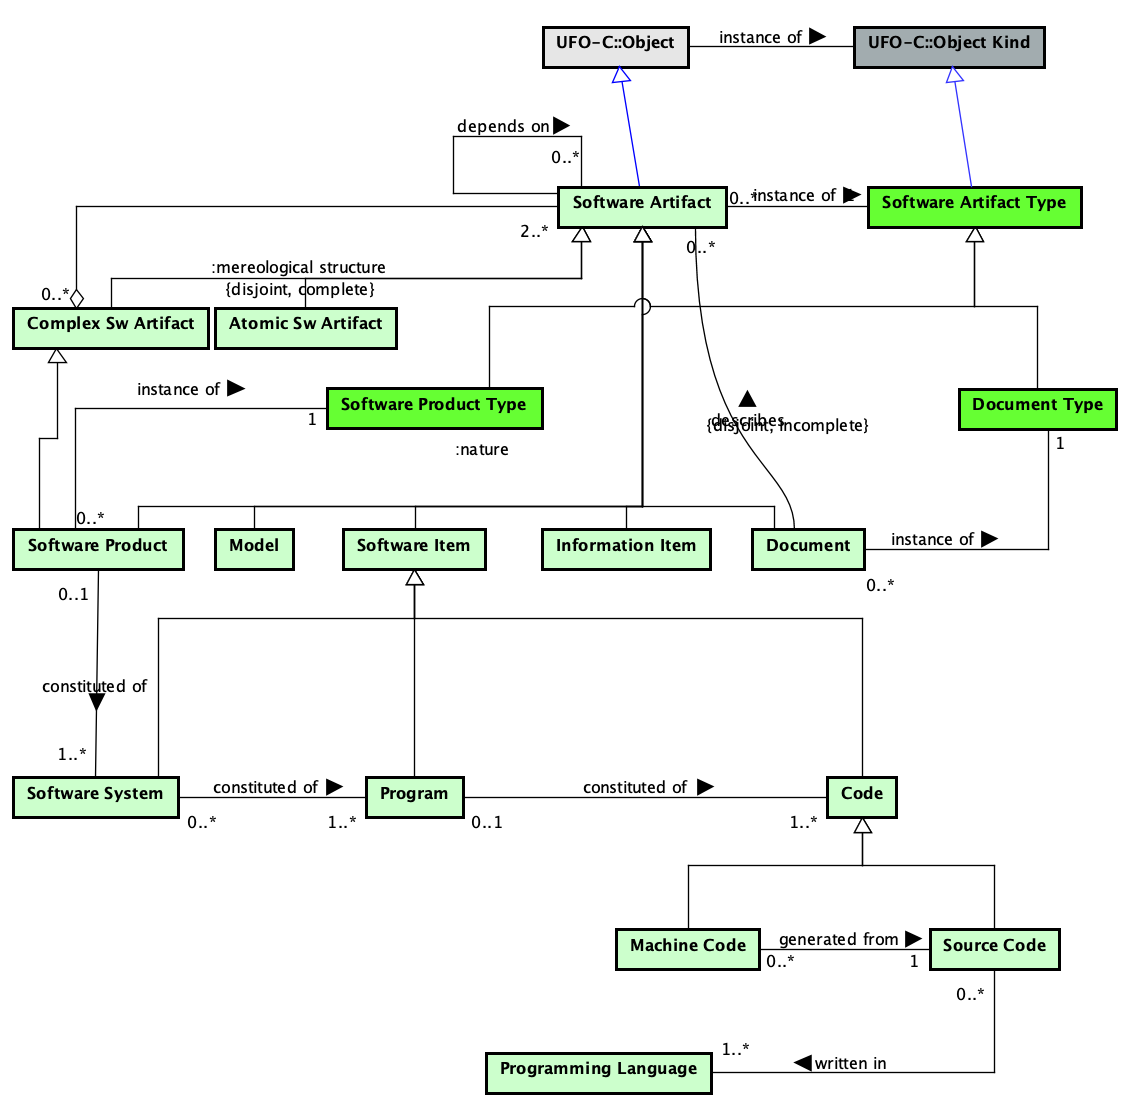 UFO-C::Object
instance of
UFO-C::Object Kind
depends on
0..*
Software Artifact
0..*
instance of
Software Artifact Type
2..*
0..*
:mereological structure
{disjoint, complete}
0..*
Complex Sw Artifact
Atomic Sw Artifact
instance of
1
Software Product Type
Document Type
describes
{disjoint, incomplete}
:nature
1
0..*
Software Product
Model
Software Item
Information Item
Document
instance of
0..*
0..1
constituted of
1..*
Software System
constituted of
0..*
1..*
Program
0..1
constituted of
1..*
Code
Machine Code
generated from
0..*
1
Source Code
0..*
1..*
written in
Programming Language